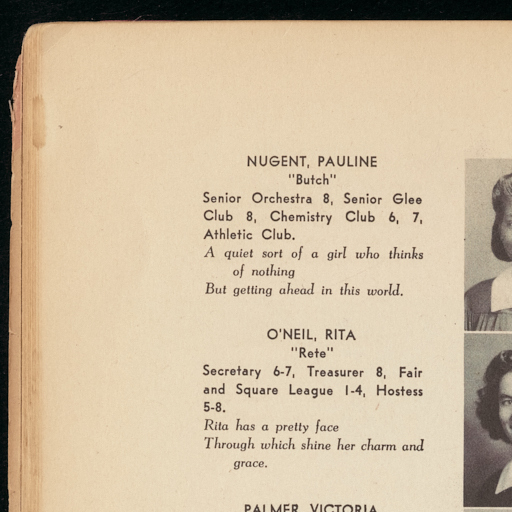 NUGENT, PAULINE
"Butch"
Senior Orchestra 8, Senior Glee
Club 8, Chemistry Club 6, 7,
Athletic Club.
A quiet sort of a girl who thinks
of nothing
But getting ahead in this world.
O'NEIL, RITA
"Rete"
Secretary 6-7, Treasurer 8, Fair
and Square League 1-4, Hostess
5-8.
Rita has a pretty face
Through which shine her charm and
grace.
PALMER, VICTORIA